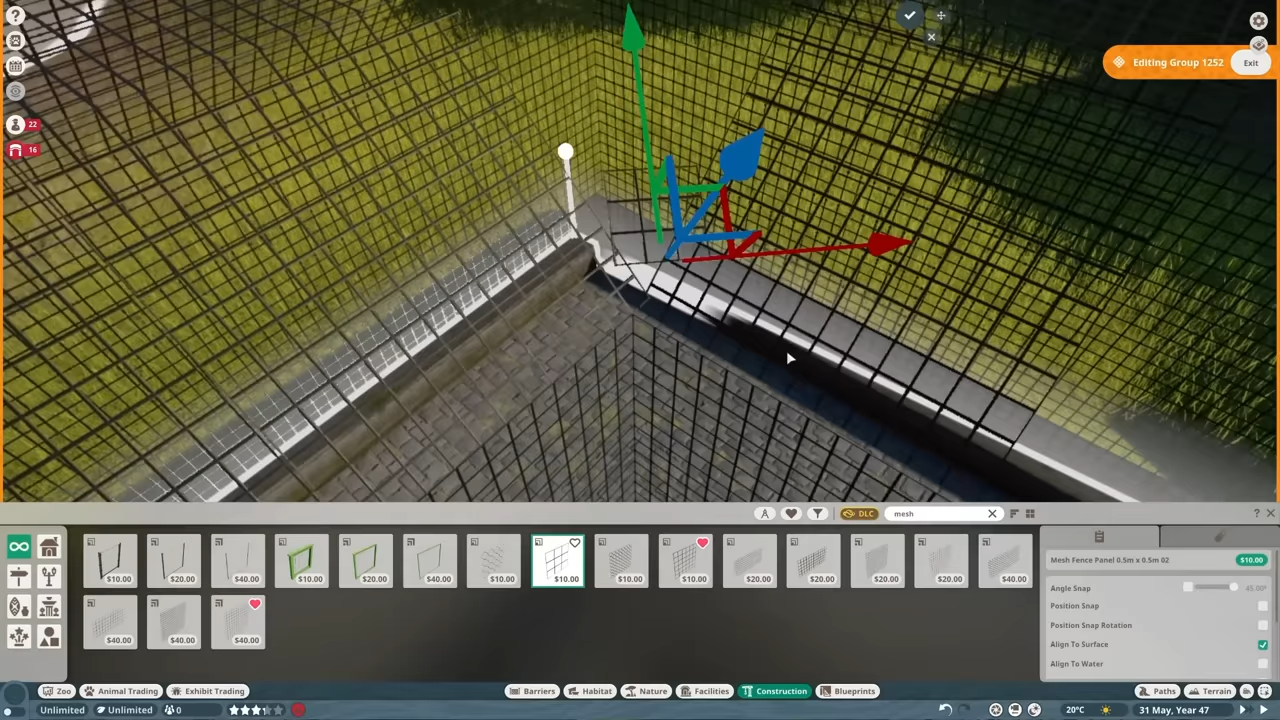 ?
Editing Group 1252
Exit
22
16
DLC
mesh
?
$10.00
$20.00
$40.00
$10.00
$20.00
$40.00
$10.00
$10.00
$10.00
$10.00
$20.00
$20.00
$20.00
$20.00
$40.00
$40.00
$40.00
$40.00
Mesh Fence Panel 0.5m x 0.5m 02
$10.00
Angle Snap
45.00°
Position Snap
Position Snap Rotation
Align To Surface
Align To Water
Zoo
Animal Trading
Exhibit Trading
Barriers
Habitat
Nature
Facilities
Construction
Blueprints
Paths
Terrain
Unlimited
Unlimited
0
20°C
31 May, Year 47